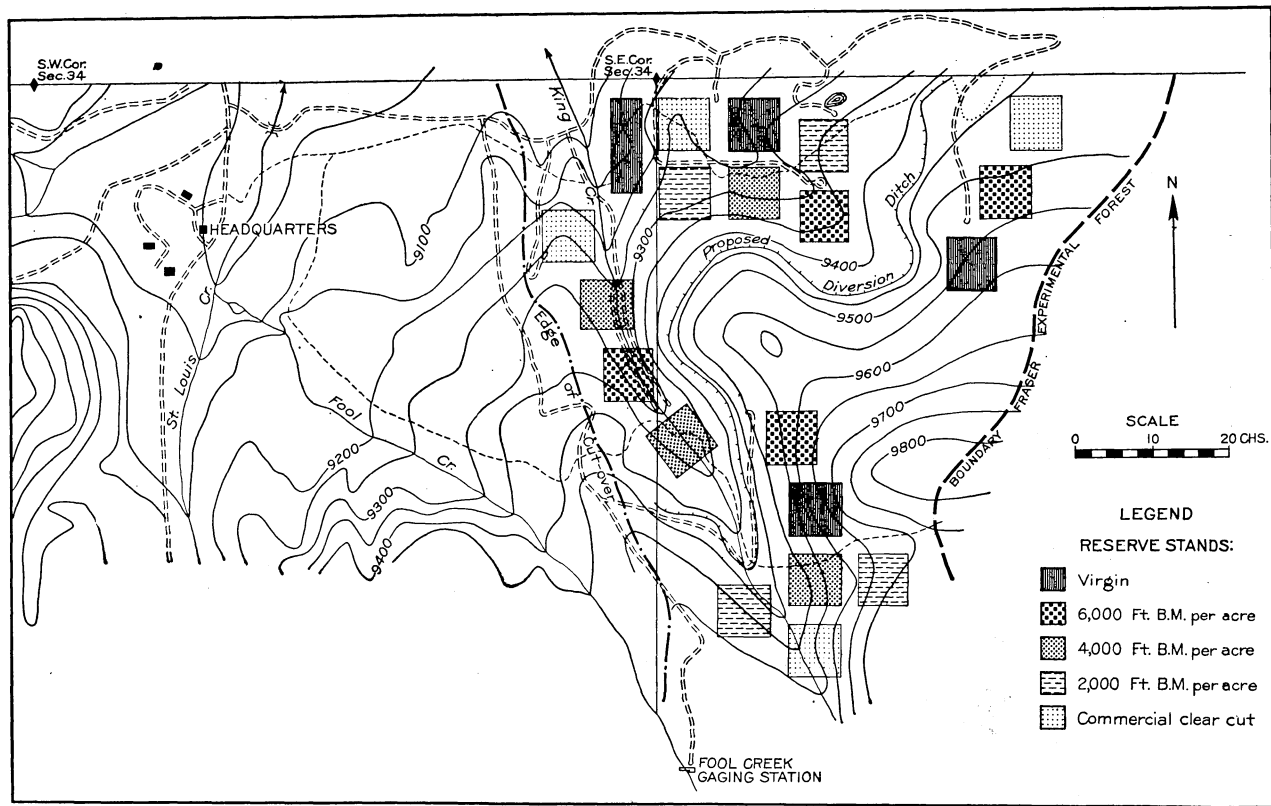 S.W. Cor.
Sec. 34
S.E. Cor.
Sec. 34
King
Cr.
HEADQUARTERS
9100
9300
Proposed
Diversion
Ditch
9400
9500
9600
9700
9800
BOUNDARY FRASER EXPERIMENTAL FOREST
N
St. Louis Cr.
Fool Cr.
Edge of Cut over
9200
9300
9400
SCALE
0 10 20 CHS.
LEGEND
RESERVE STANDS:
Virgin
6,000 Ft. B.M. per acre
4,000 Ft. B.M. per acre
2,000 Ft. B.M. per acre
Commercial clear cut
FOOL CREEK
GAGING STATION